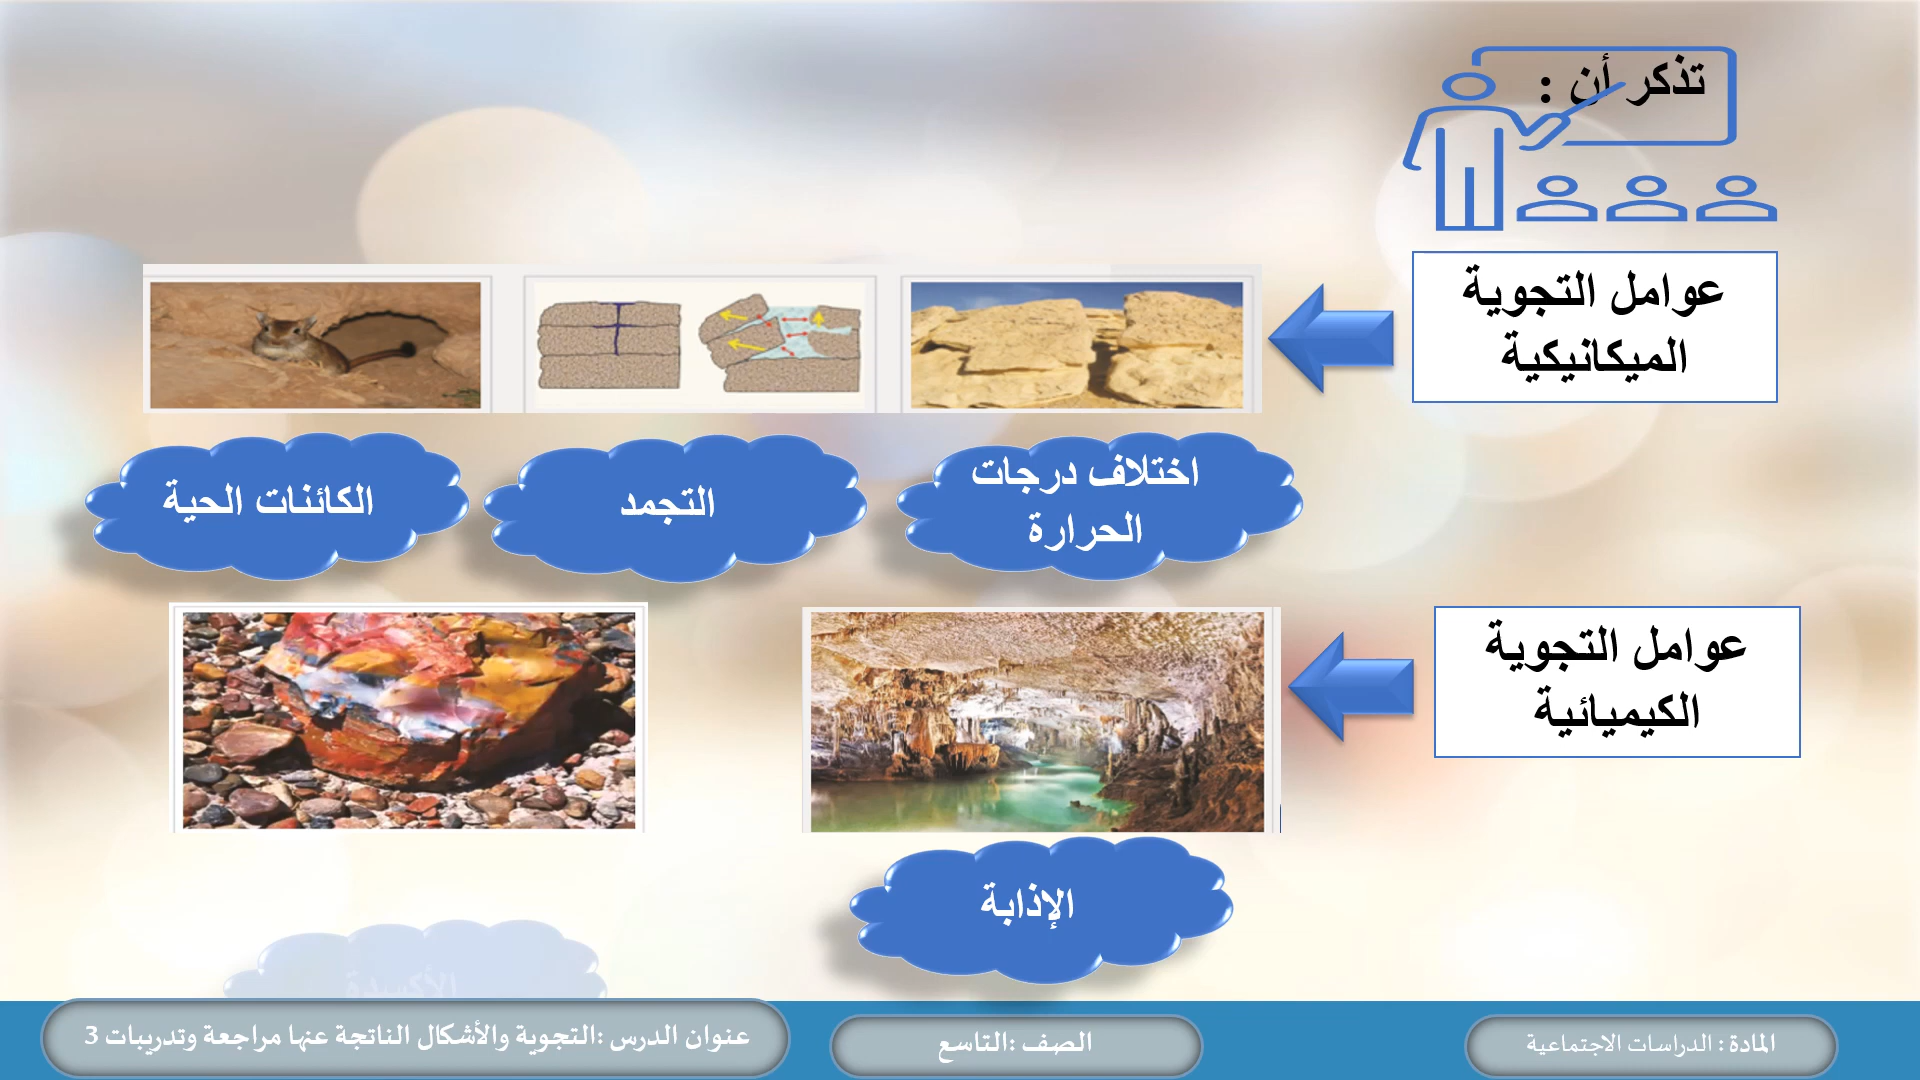 تذكر أن :
عوامل التجوية
الميكانيكية
اختلاف درجات
الحرارة
التجمد
الكائنات الحية
عوامل التجوية
الكيميائية
الإذابة
الأكسدة
المادة : الدراسات الاجتماعية
الصف :التاسع
عنوان الدرس :التجوية والأشكال الناتجة عنها مراجعة وتدريبات 3